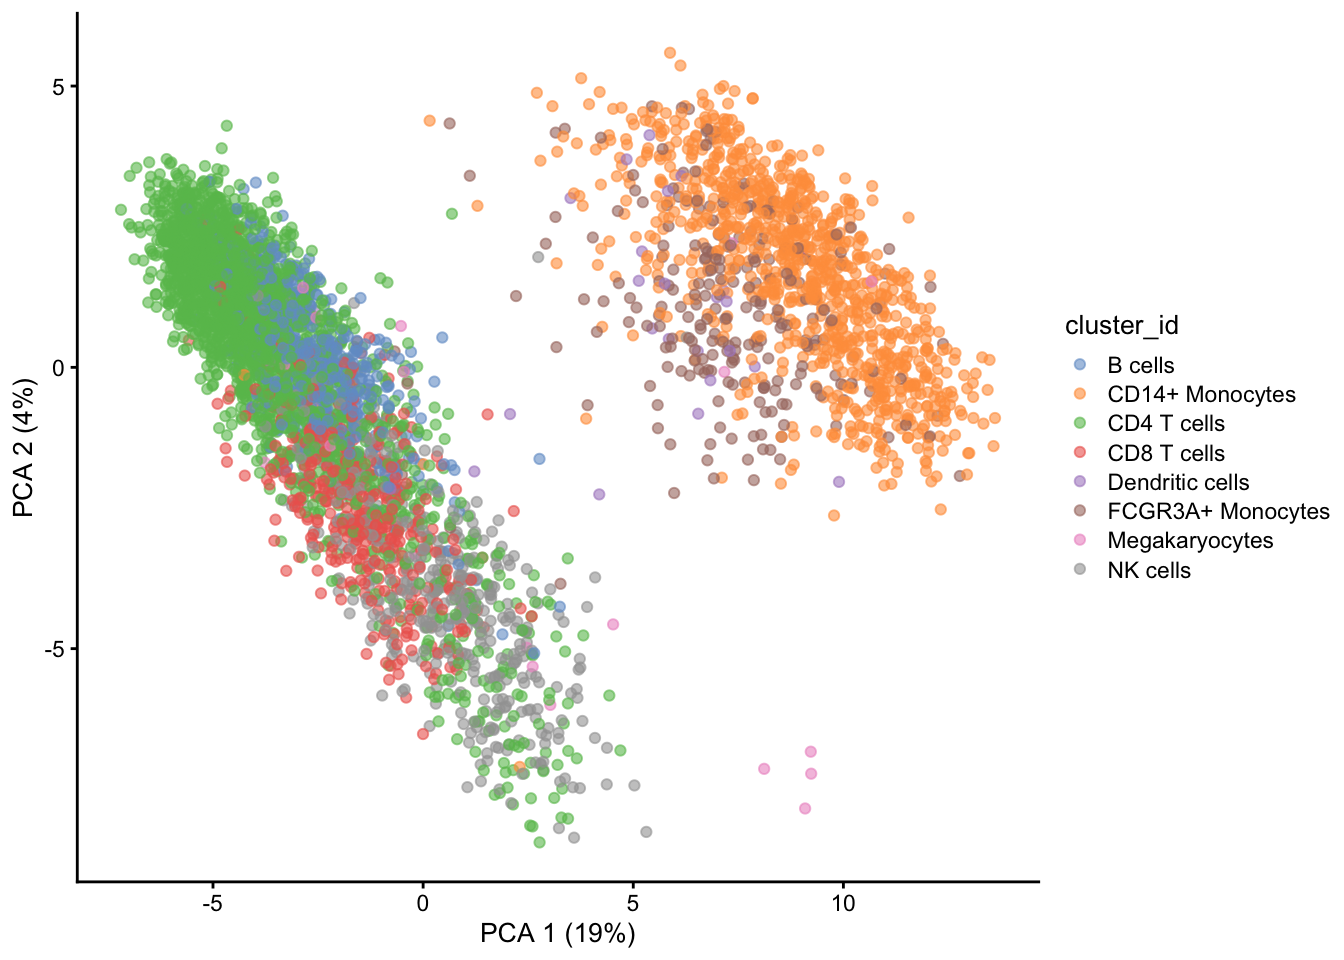 5
0
-5
PCA 2 (4%)
-5
0
5
10
PCA 1 (19%)
cluster_id
B cells
CD14+ Monocytes
CD4 T cells
CD8 T cells
Dendritic cells
FCGR3A+ Monocytes
Megakaryocytes
NK cells